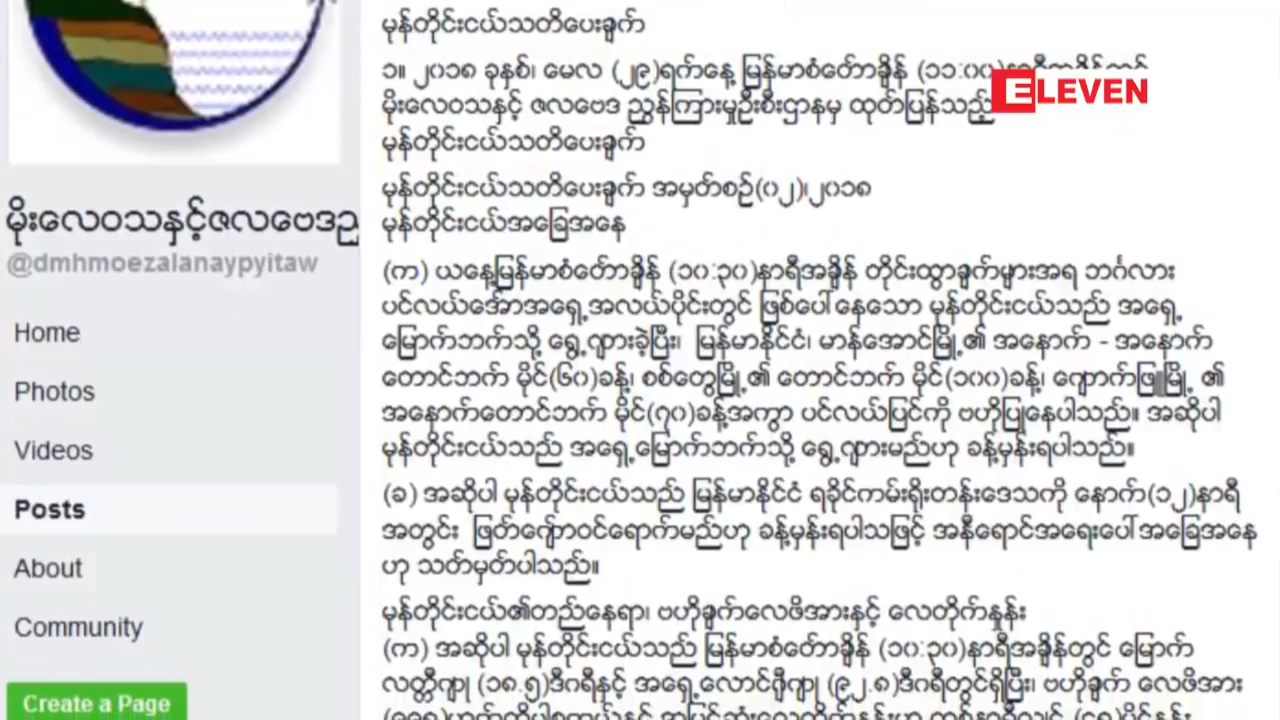 မုန်တိုင်းငယ်သတိပေးချက်
၁။ ၂၀၁၈ ခုနှစ်၊ မေလ (၂၉)ရက်နေ့ မြန်မာစံတော်ချိန်
ELEVEN
မိုးလေဝသနှင့် ဇလဗေဒ ညွှန်ကြားမှုဦးစီးဌာနမှ ထုတ်ပြန်သည့်
မုန်တိုင်းငယ်သတိပေးချက်
မုန်တိုင်းငယ်သတိပေးချက် အမှတ်စဉ်(၀၂)၊၂၀၁၈
မုန်တိုင်းငယ်အခြေအနေ
(က) ယနေ့မြန်မာစံတော်ချိန် (၁၀:၃၀)နာရီအချိန် တိုင်းထွာချက်များအရ ဘင်္ဂလား
ပင်လယ်အော်အရှေ့အလယ်ပိုင်းတွင် ဖြစ်ပေါ်နေသော မုန်တိုင်းငယ်သည် အရှေ့
မြောက်ဘက်သို့ ရွေ့လျားခဲ့ပြီး၊ မြန်မာနိုင်ငံ၊ မာန်အောင်မြို့၏ အနောက် - အနောက်
တောင်ဘက် မိုင်(၆၀)ခန့်၊ စစ်တွေမြို့၏ တောင်ဘက် မိုင်(၁၀၀)ခန့်၊ ကျောက်ဖြူမြို့ ၏
အနောက်တောင်ဘက် မိုင်(၇၀)ခန့်အကွာ ပင်လယ်ပြင်ကို ဗဟိုပြုနေပါသည်။ အဆိုပါ
မုန်တိုင်းငယ်သည် အရှေ့မြောက်ဘက်သို့ ရွေ့လျားမည်ဟု ခန့်မှန်းရပါသည်။
(ခ) အဆိုပါ မုန်တိုင်းငယ်သည် မြန်မာနိုင်ငံ ရခိုင်ကမ်းရိုးတန်းဒေသကို နောက်(၁၂)နာရီ
အတွင်း ဖြတ်ကျော်ဝင်ရောက်မည်ဟု ခန့်မှန်းရပါသဖြင့် အနီရောင်အရေးပေါ်အခြေအနေ
ဟု သတ်မှတ်ပါသည်။
မုန်တိုင်းငယ်၏တည်နေရာ၊ ဗဟိုချက်လေဖိအားနှင့် လေတိုက်နှုန်း
(က) အဆိုပါ မုန်တိုင်းငယ်သည် မြန်မာစံတော်ချိန် (၁၀:၃၀)နာရီအချိန်တွင် မြောက်
လတ္တီကျု (၁၈.၅)ဒီဂရီနှင့် အရှေ့လောင်ဂျီကျု (၉၂.၈)ဒီဂရီတွင်ရှိပြီး၊ ဗဟိုချက် လေဖိအား
မိုးလေဝသနှင့်ဇလဗေဒည
@dmhmoezalanaypyitaw
Home
Photos
Videos
Posts
About
Community
Create a Page